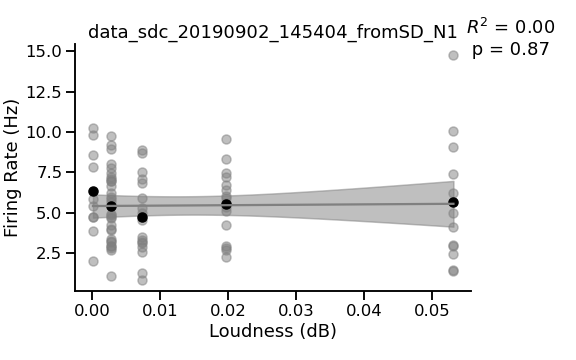 data_sdc_20190902_145404_fromSD_N1
R² = 0.00
p = 0.87
Firing Rate (Hz)
15.0
12.5
10.0
7.5
5.0
2.5
0.00 0.01 0.02 0.03 0.04 0.05
Loudness (dB)